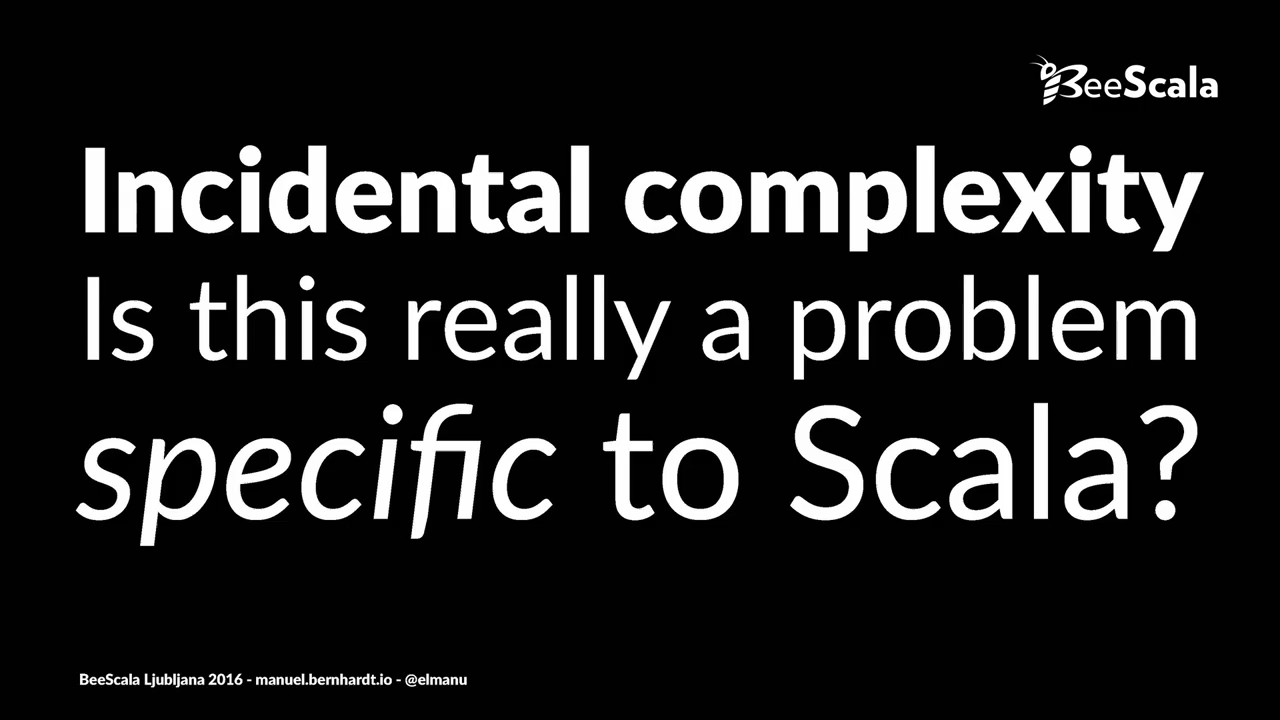 BeeScala
Incidental complexity
Is this really a problem
specific to Scala?
BeeScala Ljubljana 2016 - manuel.bernhardt.io - @elmanu